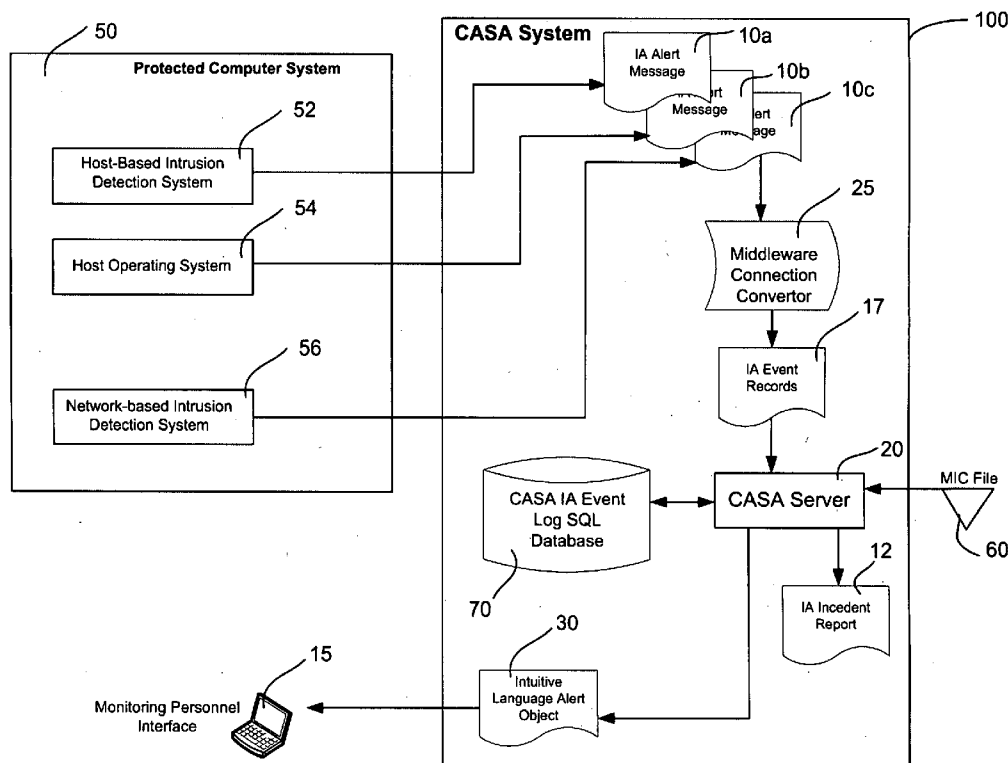 50
Protected Computer System
52
Host-Based Intrusion
Detection System
54
Host Operating System
56
Network-based Intrusion
Detection System
CASA System
100
10a
IA Alert
Message
10b
Message
10c
25
Middleware
Connection
Convertor
17
IA Event
Records
20
CASA Server
MIC File
60
CASA IA Event
Log SQL
Database
70
12
IA Incedent
Report
30
Intuitive
Language Alert
Object
15
Monitoring Personnel
Interface